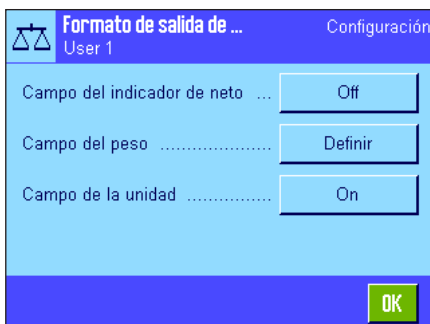 Formato de salida de ... Configuración
User 1
Campo del indicador de neto ... Off
Campo del peso ..................... Definir
Campo de la unidad ................ On
OK